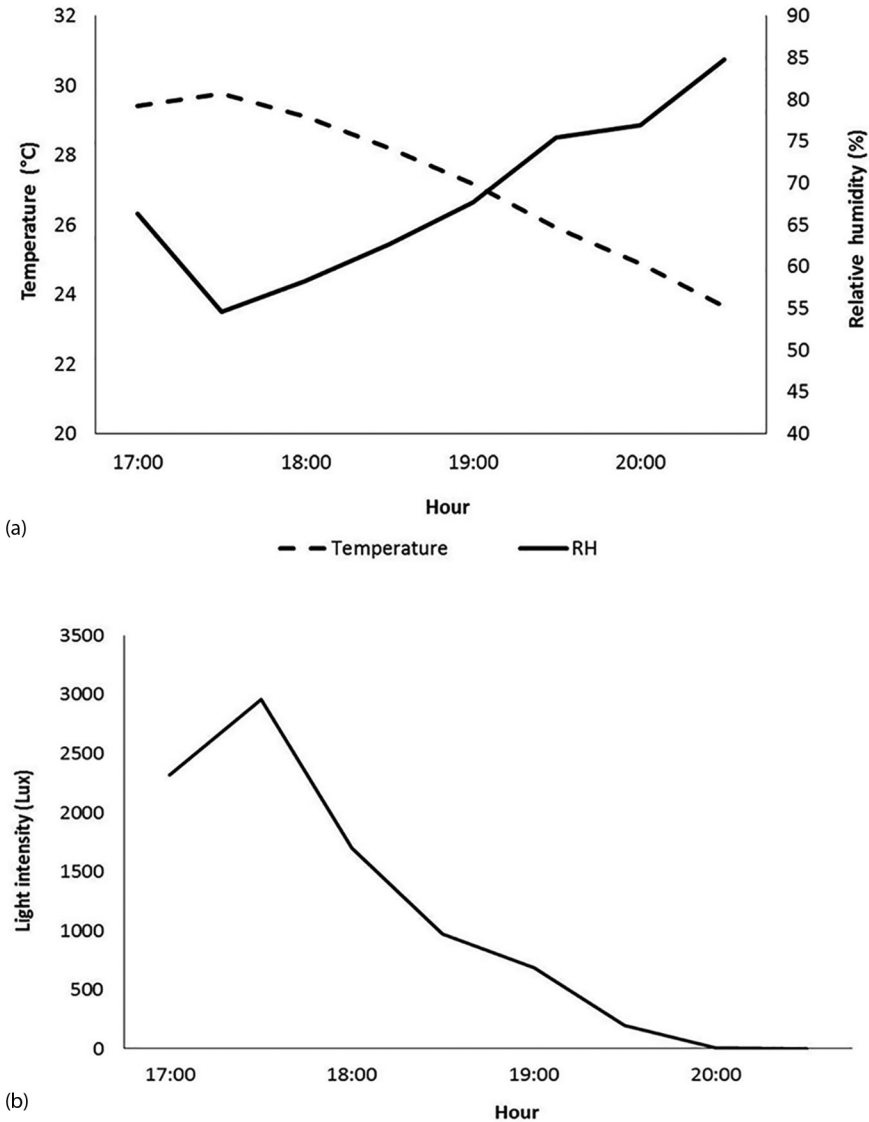 32
30
28
26
24
22
20
Temperature (°C)
90
85
80
75
70
65
60
55
50
45
40
Relative humidity (%)
17:00 18:00 19:00 20:00
Hour
(a)
Temperature RH
3500
3000
2500
2000
1500
1000
500
0
Light intensity (Lux)
17:00 18:00 19:00 20:00
Hour
(b)